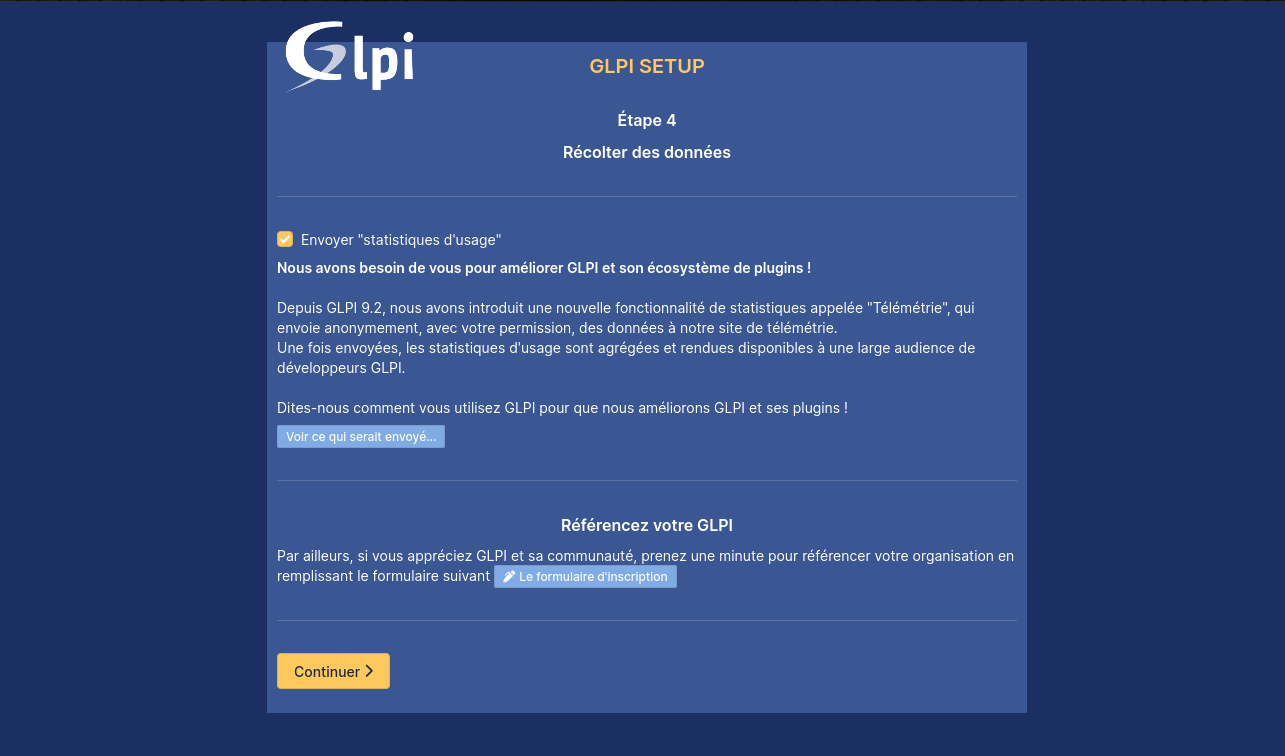 Glpi
GLPI SETUP
Étape 4
Récolter des données
Envoyer "statistiques d'usage"
Nous avons besoin de vous pour améliorer GLPI et son écosystème de plugins !
Depuis GLPI 9.2, nous avons introduit une nouvelle fonctionnalité de statistiques appelée "Télémétrie", qui
envoie anonymement, avec votre permission, des données à notre site de télémétrie.
Une fois envoyées, les statistiques d'usage sont agrégées et rendues disponibles à une large audience de
développeurs GLPI.
Dites-nous comment vous utilisez GLPI pour que nous améliorons GLPI et ses plugins !
Voir ce qui serait envoyé...
Référencez votre GLPI
Par ailleurs, si vous appréciez GLPI et sa communauté, prenez une minute pour référencer votre organisation en
remplissant le formulaire suivant Le formulaire d'inscription
Continuer